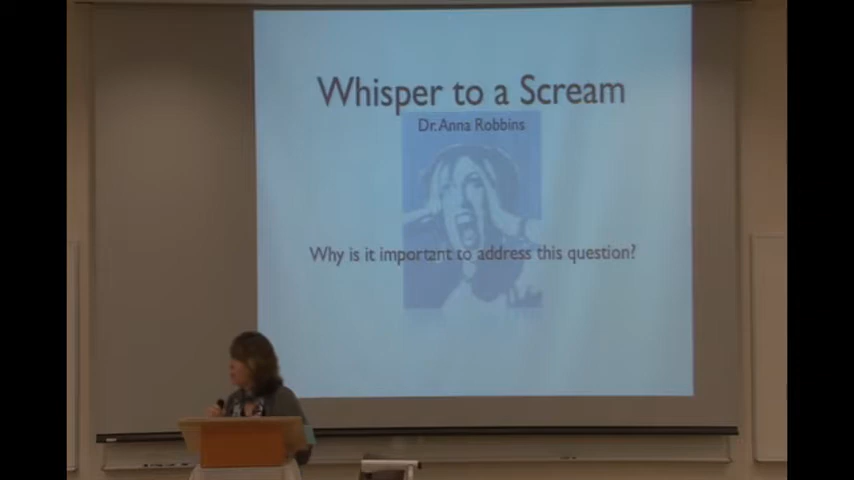 Whisper to a Scream
Dr. Anna Robbins
Why is it important to address this question?